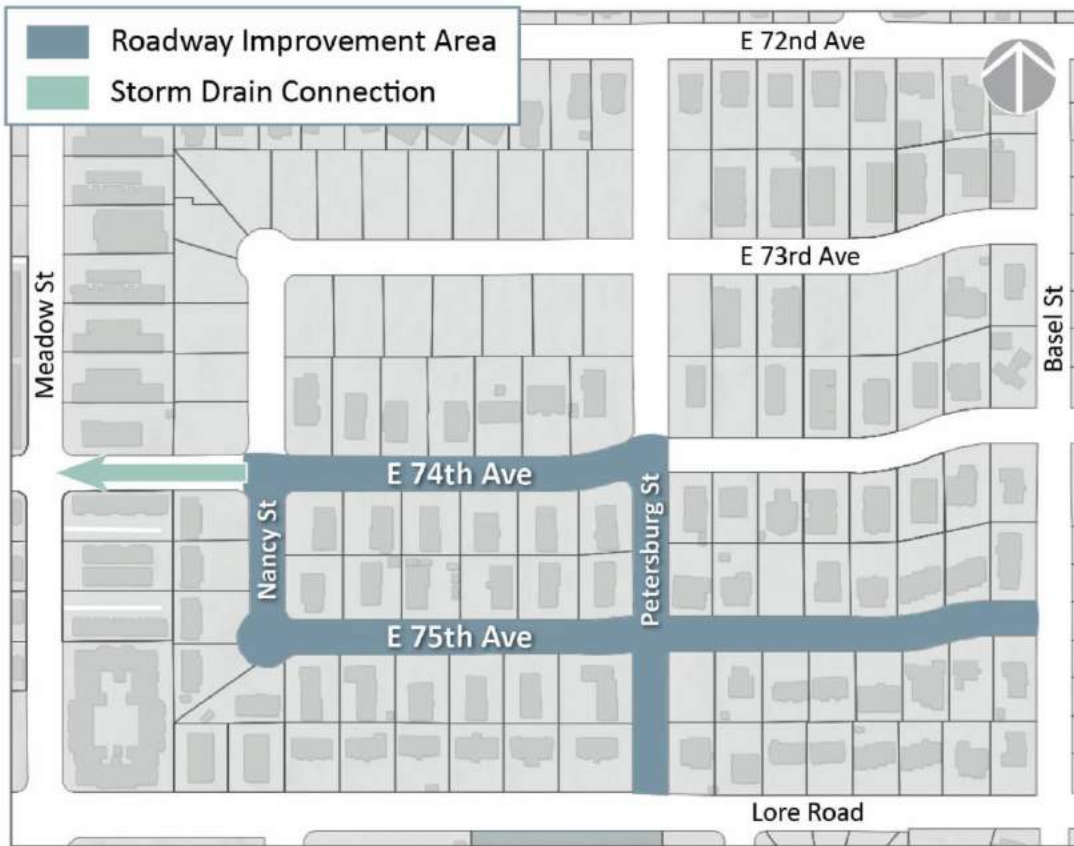 Roadway Improvement Area
Storm Drain Connection
E 72nd Ave
E 73rd Ave
Meadow St
Basel St
E 74th Ave
Nancy St
Petersburg St
E 75th Ave
Lore Road